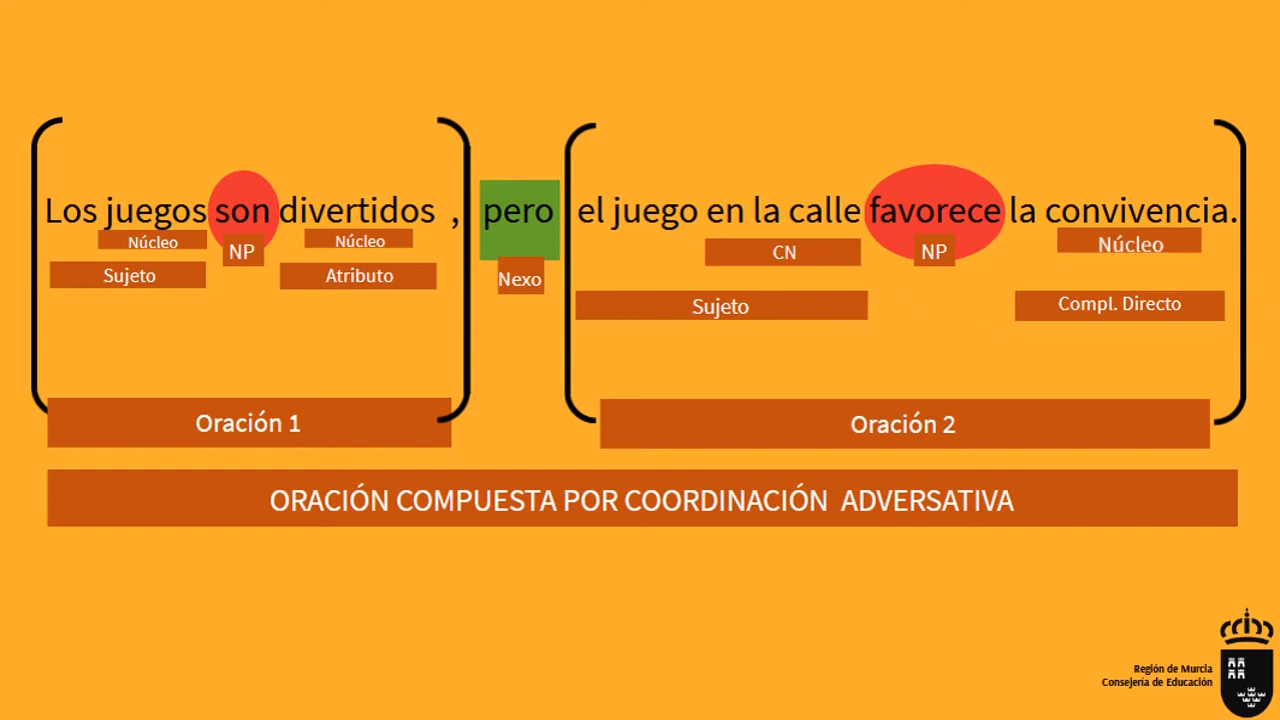 Los juegos son divertidos , pero el juego en la calle favorece la convivencia.
Núcleo NP Núcleo CN NP Núcleo
Sujeto Atributo Nexo Sujeto Compl. Directo
Oración 1 Oración 2
ORACIÓN COMPUESTA POR COORDINACIÓN ADVERSATIVA
Región de Murcia
Consejería de Educación